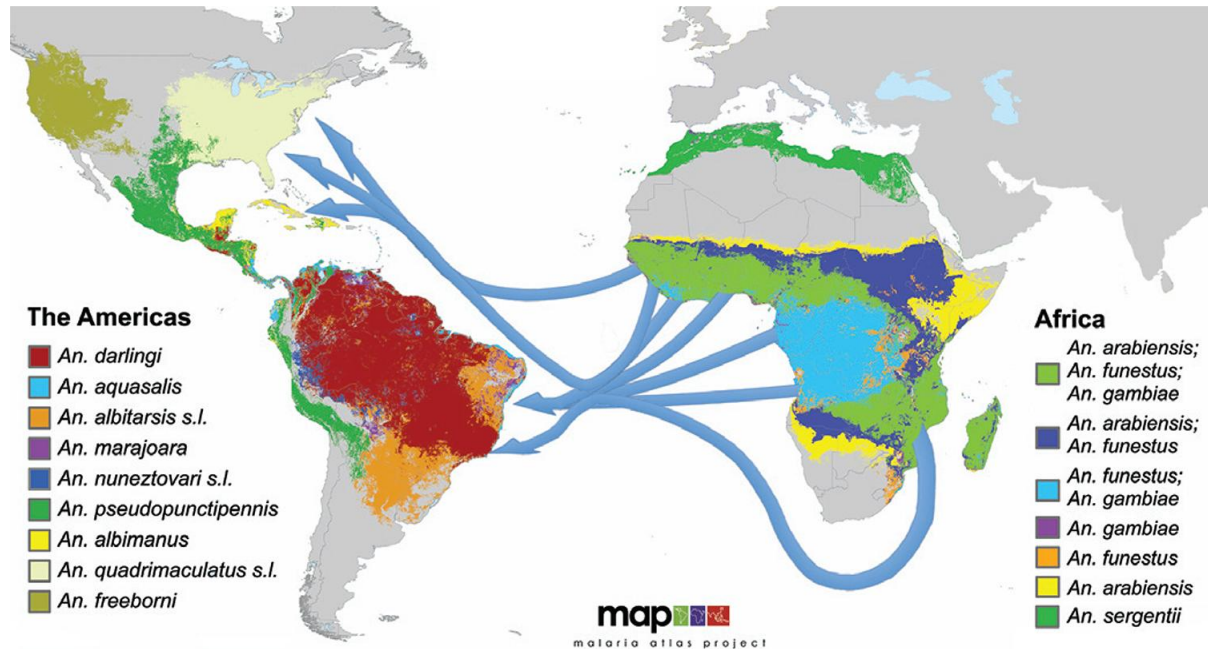 The Americas
An. darlingi
An. aquasalis
An. albitarsis s.l.
An. marajoara
An. nuneztovari s.l.
An. pseudopunctipennis
An. albimanus
An. quadrimaculatus s.l.
An. freeborni
Africa
An. arabiensis;
An. funestus;
An. gambiae
An. arabiensis;
An. funestus
An. funestus;
An. gambiae
An. gambiae
An. funestus
An. arabiensis
An. sergentii
map
malaria atlas project